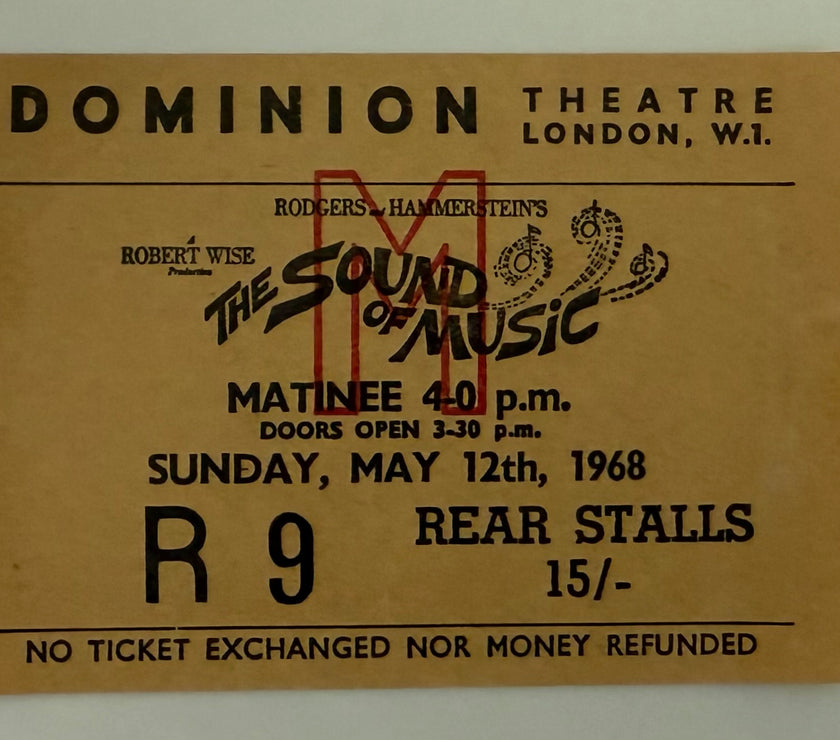 DOMINION THEATRE
LONDON, W.1.
M
RODGERS AND HAMMERSTEIN'S
A
ROBERT WISE
Production
THE SOUND
OF MUSIC
MATINEE 4-0 p.m.
DOORS OPEN 3-30 p.m.
SUNDAY, MAY 12th, 1968
R 9 REAR STALLS
15/-
NO TICKET EXCHANGED NOR MONEY REFUNDED